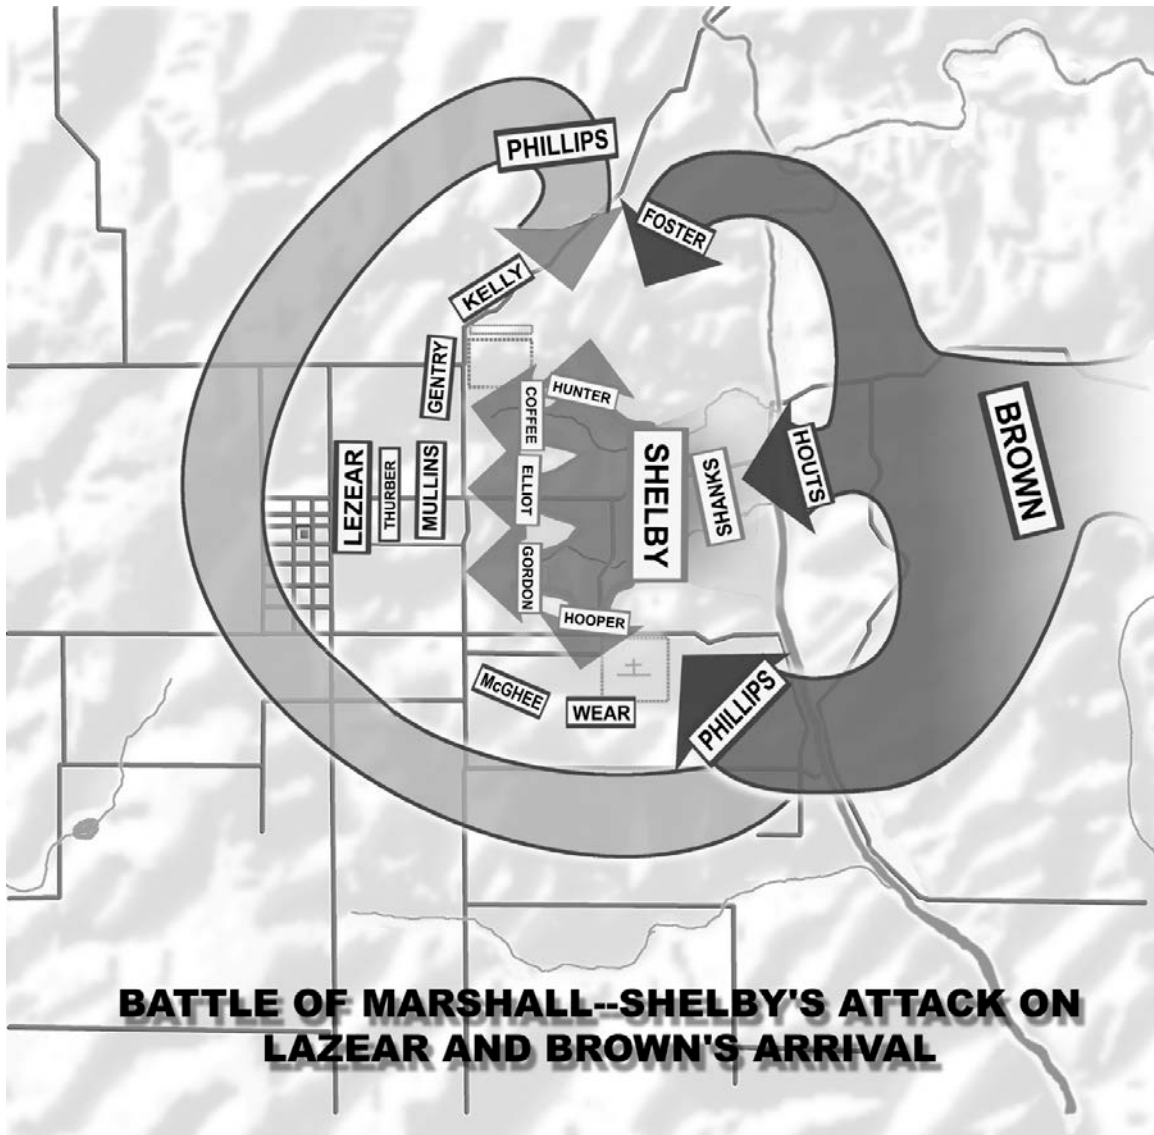 PHILLIPS
FOSTER
KELLY
GENTRY
HUNTER
COFFEE
BROWN
LEZEAR
THURBER
MULLINS
ELLIOT
SHELBY
SHANKS
HOUTS
GORDON
HOOPER
McGHEE
WEAR
PHILLIPS
BATTLE OF MARSHALL--SHELBY'S ATTACK ON
LAZEAR AND BROWN'S ARRIVAL